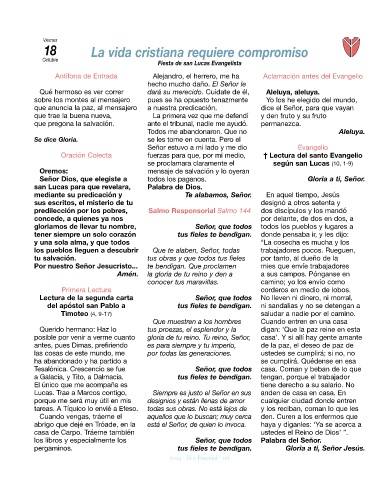 Viernes
18
Octubre
La vida cristiana requiere compromiso
Fiesta de san Lucas Evangelista
Antífona de Entrada
Qué hermoso es ver correr
sobre los montes al mensajero
que anuncia la paz, al mensajero
que trae la buena nueva,
que pregona la salvación.
Se dice Gloria.
Oración Colecta
Oremos:
Señor Dios, que elegiste a
san Lucas para que revelara,
mediante su predicación y
sus escritos, el misterio de tu
predilección por los pobres,
concede, a quienes ya nos
gloriamos de llevar tu nombre,
tener siempre un solo corazón
y una sola alma, y que todos
los pueblos lleguen a descubrir
tu salvación.
Por nuestro Señor Jesucristo...
Amén.
Primera Lectura
Lectura de la segunda carta
del apóstol san Pablo a
Timoteo (4, 9-17)
Querido hermano: Haz lo
posible por venir a verme cuanto
antes, pues Dimas, prefiriendo
las cosas de este mundo, me
ha abandonado y ha partido a
Tesalónica. Crescencio se fue
a Galacia, y Tito, a Dalmacia.
El único que me acompaña es
Lucas. Trae a Marcos contigo,
porque me será muy útil en mis
tareas. A Tíquico lo envié a Éfeso.
Cuando vengas, tráeme el
abrigo que dejé en Tróade, en la
casa de Carpo. Tráeme también
los libros y especialmente los
pergaminos.
Alejandro, el herrero, me ha
hecho mucho daño. El Señor le
dará su merecido. Cuídate de él,
pues se ha opuesto tenazmente
a nuestra predicación.
La primera vez que me defendí
ante el tribunal, nadie me ayudó.
Todos me abandonaron. Que no
se les tome en cuenta. Pero el
Señor estuvo a mi lado y me dio
fuerzas para que, por mi medio,
se proclamara claramente el
mensaje de salvación y lo oyeran
todos los paganos.
Palabra de Dios.
Te alabamos, Señor.
Salmo Responsorial Salmo 144
Señor, que todos
tus fieles te bendigan.
Que te alaben, Señor, todas
tus obras y que todos tus fieles
te bendigan. Que proclamen
la gloria de tu reino y den a
conocer tus maravillas.
Señor, que todos
tus fieles te bendigan.
Que muestren a los hombres
tus proezas, el esplendor y la
gloria de tu reino. Tu reino, Señor,
es para siempre y tu imperio,
por todas las generaciones.
Señor, que todos
tus fieles te bendigan.
Siempre es justo el Señor en sus
designios y están llenas de amor
todas sus obras. No está lejos de
aquellos que lo buscan; muy cerca
está el Señor, de quien lo invoca.
Señor, que todos
tus fieles te bendigan.
Aclamación antes del Evangelio
Aleluya, aleluya.
Yo los he elegido del mundo,
dice el Señor, para que vayan
y den fruto y su fruto
permanezca.
Aleluya.
Evangelio
† Lectura del santo Evangelio
según san Lucas (10, 1-9)
Gloria a ti, Señor.
En aquel tiempo, Jesús
designó a otros setenta y
dos discípulos y los mandó
por delante, de dos en dos, a
todos los pueblos y lugares a
donde pensaba ir, y les dijo:
"La cosecha es mucha y los
trabajadores pocos. Rueguen,
por tanto, al dueño de la
mies que envíe trabajadores
a sus campos. Pónganse en
camino; yo los envío como
corderos en medio de lobos.
No lleven ni dinero, ni morral,
ni sandalias y no se detengan a
saludar a nadie por el camino.
Cuando entren en una casa
digan: 'Que la paz reine en esta
casa'. Y si allí hay gente amante
de la paz, el deseo de paz de
ustedes se cumplirá; si no, no
se cumplirá. Quédense en esa
casa. Coman y beban de lo que
tengan, porque el trabajador
tiene derecho a su salario. No
anden de casa en casa. En
cualquier ciudad donde entren
y los reciban, coman lo que les
den. Curen a los enfermos que
haya y díganles: 'Ya se acerca a
ustedes el Reino de Dios' ".
Palabra del Señor.
Gloria a ti, Señor Jesús.